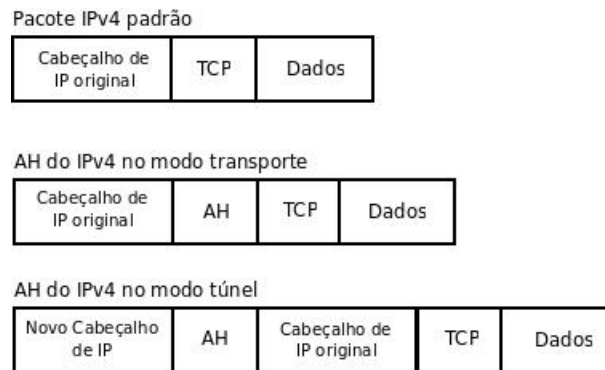 Pacote IPv4 padrão
Cabeçalho de
IP original
TCP
Dados
AH do IPv4 no modo transporte
Cabeçalho de
IP original
AH
TCP
Dados
AH do IPv4 no modo túnel
Novo Cabeçalho
de IP
AH
Cabeçalho de
IP original
TCP
Dados